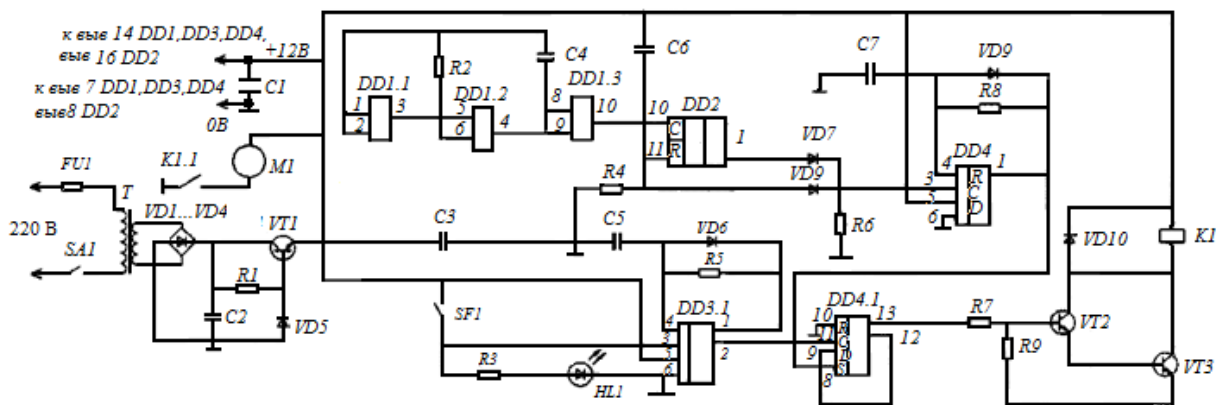 к выв 14 DD1,DD3,DD4,
выв 16 DD2
+12В
к выв 7 DD1,DD3,DD4
выв8 DD2
C1
0В
FU1
K1.1
M1
T
VD1...VD4
220 В
SA1
VT1
R1
C2
VD5
R2
C4
C6
DD1.1
1
2
3
DD1.2
5
6
4
DD1.3
8
9
10
DD2
10
C
11
R
1
VD7
VD9
R4
R6
C3
C5
VD6
R5
SF1
R3
HL1
DD3.1
4
3
5
6
1
2
C7
VD9
R8
DD4
4
3
5
6
R
C
D
1
DD4.1
10
11
9
8
R
C
D
S
13
12
R7
R9
VD10
VT2
VT3
K1